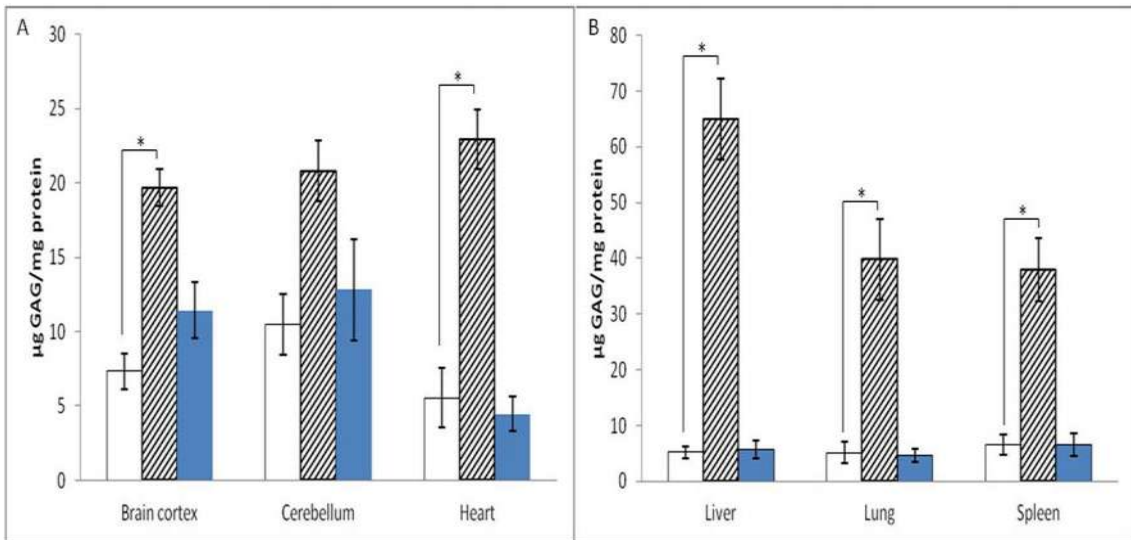 A
µg GAG/mg protein
30
25
20
15
10
5
0
*
*
Brain cortex
Cerebellum
Heart
B
µg GAG/mg protein
80
70
60
50
40
30
20
10
0
*
*
*
Liver
Lung
Spleen